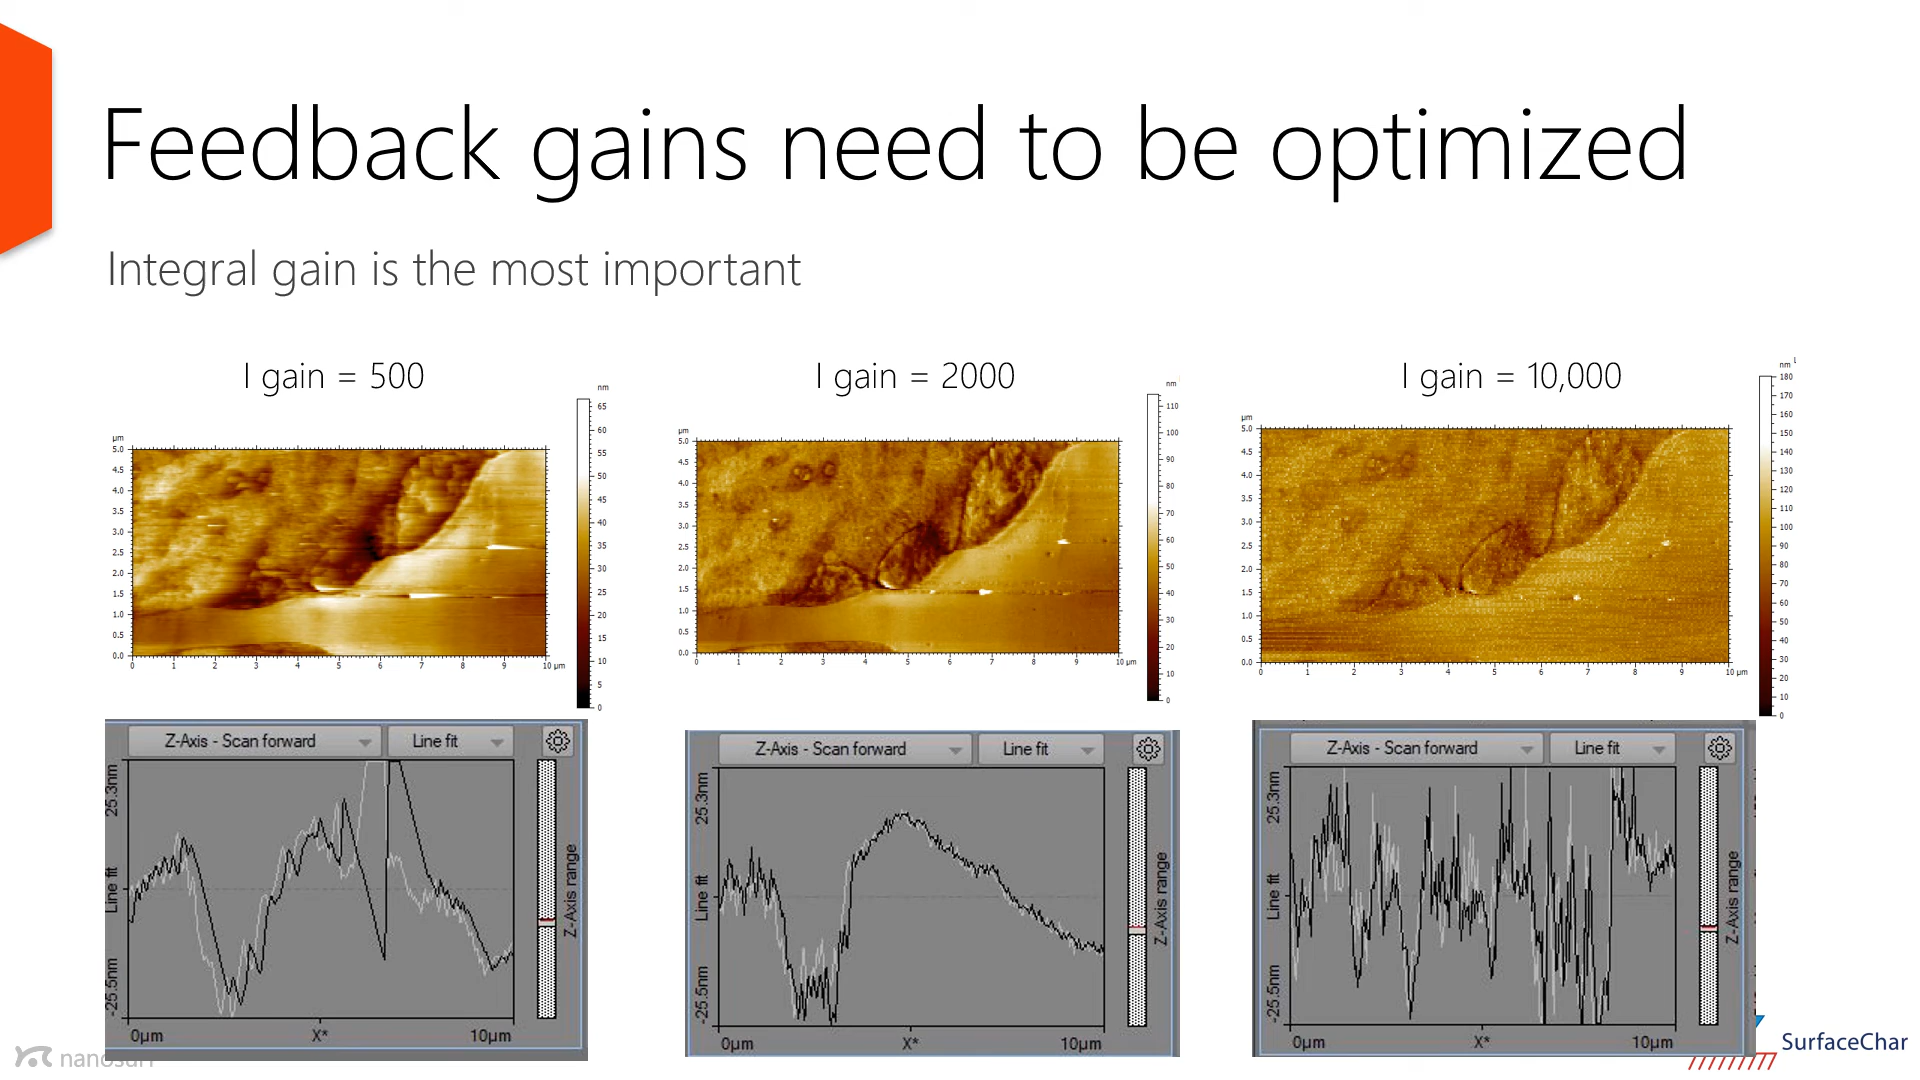 Feedback gains need to be optimized
Integral gain is the most important
I gain = 500
I gain = 2000
I gain = 10,000
nm
65
60
55
50
45
40
35
30
25
20
15
10
5
0
µm
5.0
4.5
4.0
3.5
3.0
2.5
2.0
1.5
1.0
0.5
0.0
0 1 2 3 4 5 6 7 8 9 10 µm
nm
110
100
90
80
70
60
50
40
30
20
10
0
µm
5.0
4.5
4.0
3.5
3.0
2.5
2.0
1.5
1.0
0.5
0.0
0 1 2 3 4 5 6 7 8 9 10 µm
nm
180
170
160
150
140
130
120
110
100
90
80
70
60
50
40
30
20
10
0
µm
5.0
4.5
4.0
3.5
3.0
2.5
2.0
1.5
1.0
0.5
0.0
0 1 2 3 4 5 6 7 8 9 10 µm
Z-Axis - Scan forward Line fit
25.3nm
Line fit
-25.5nm
Z-Axis range
0µm X* 10µm
Z-Axis - Scan forward Line fit
25.3nm
Line fit
-25.5nm
Z-Axis range
0µm X* 10µm
Z-Axis - Scan forward Line fit
25.3nm
Line fit
-25.5nm
Z-Axis range
0µm X* 10µm
nanosurf
SurfaceChar